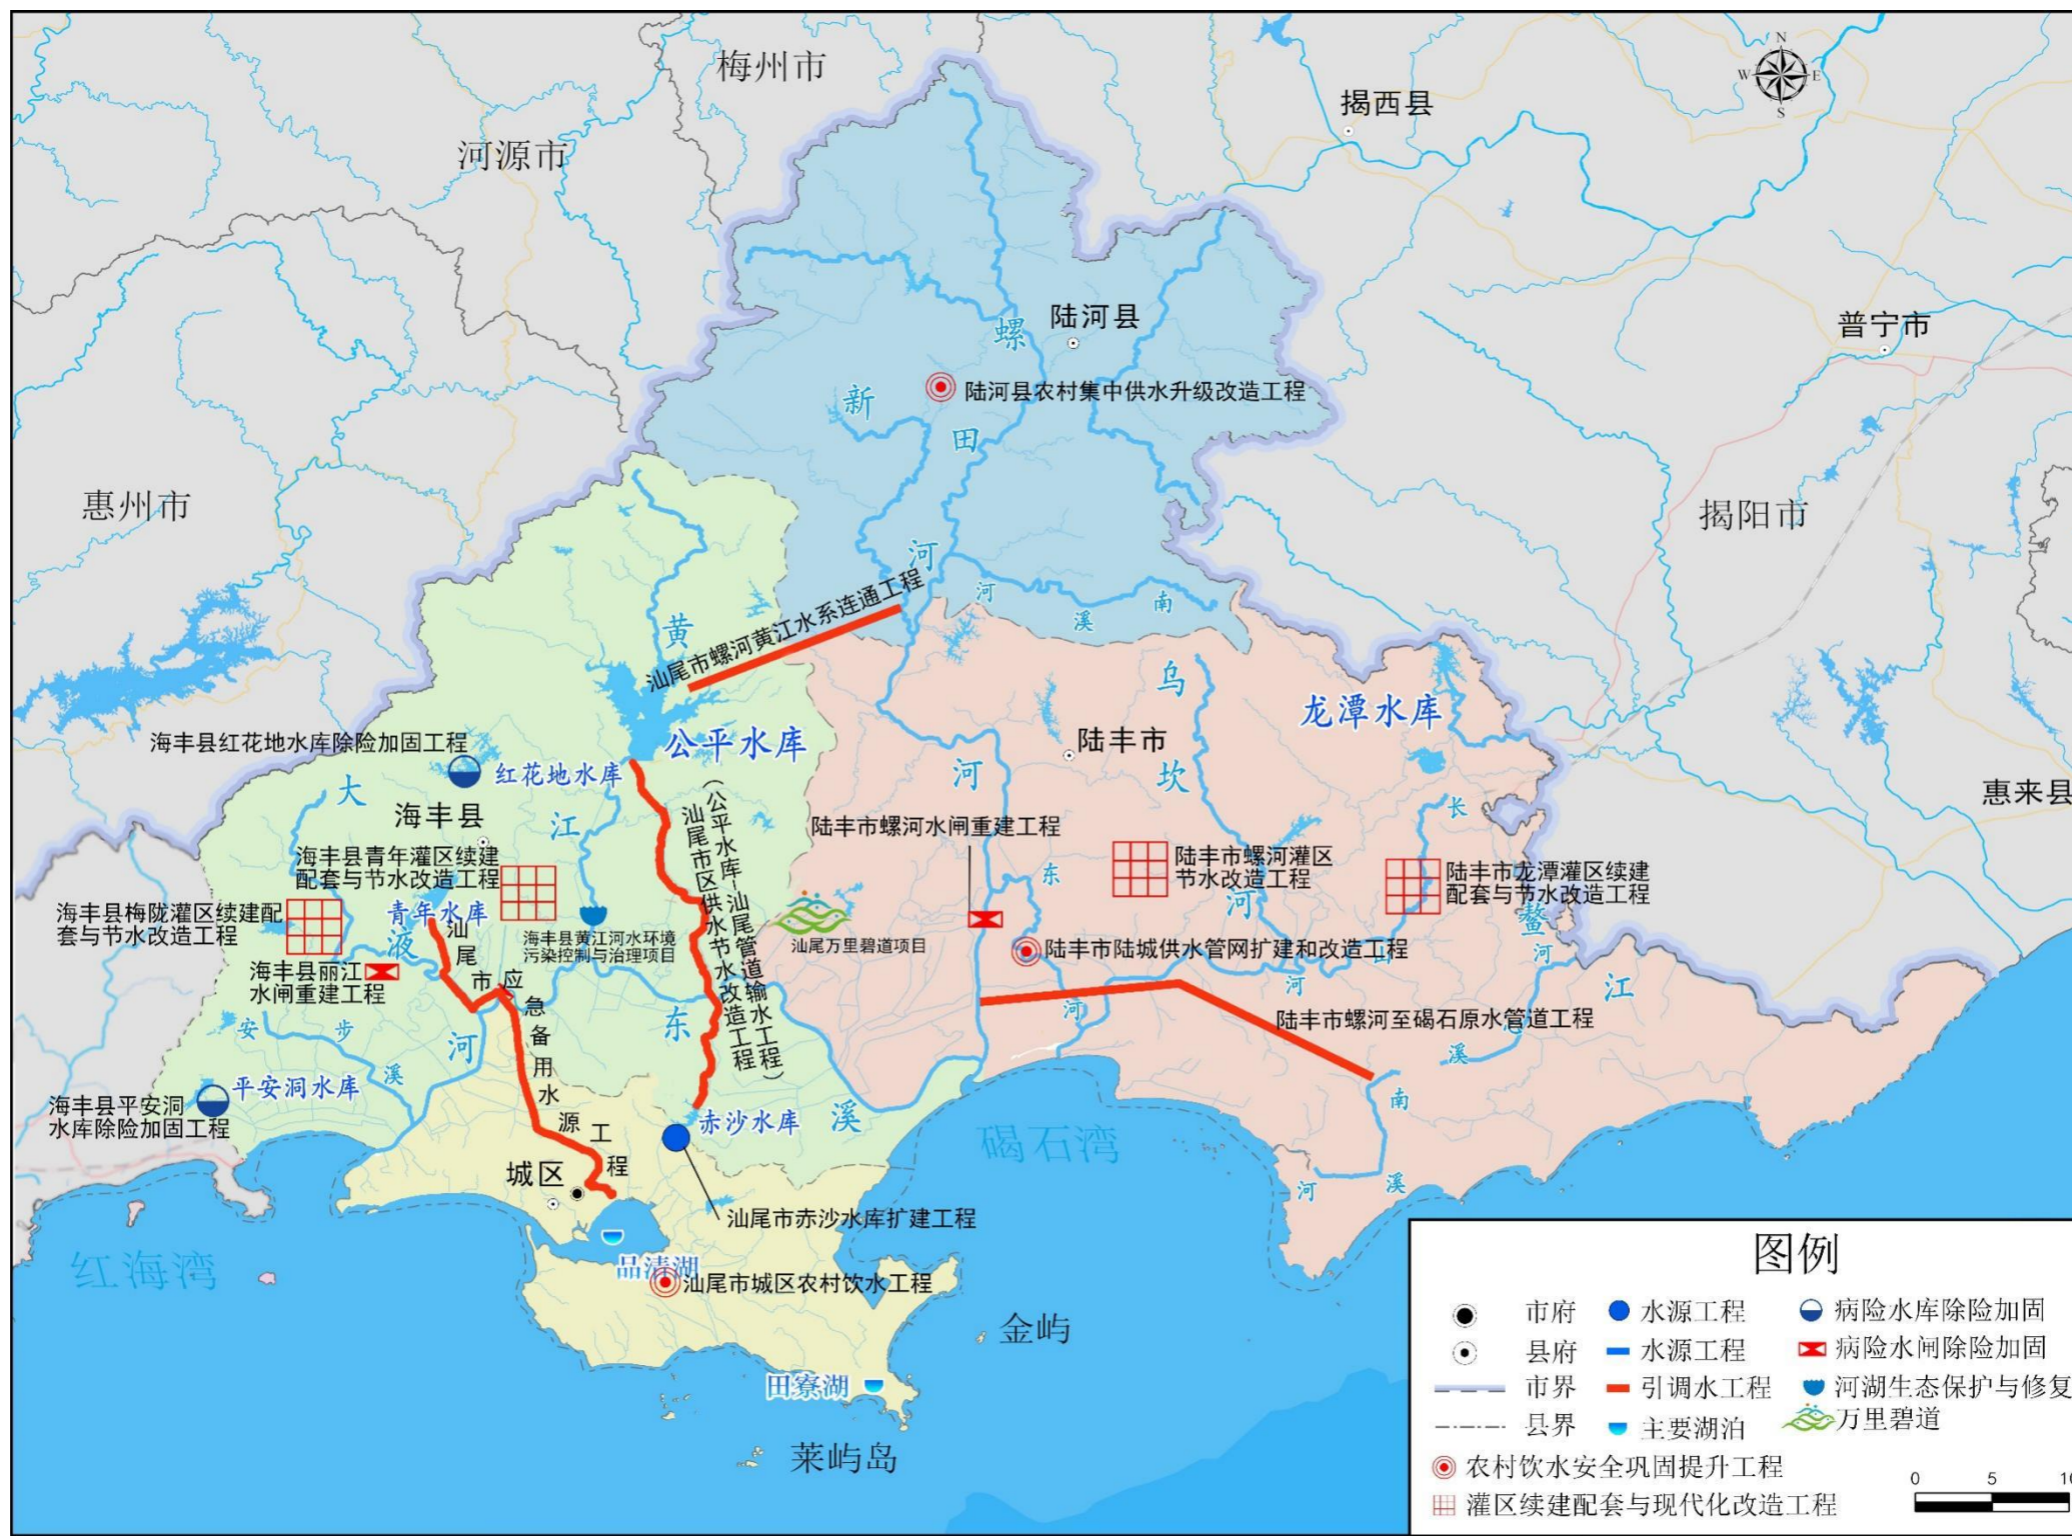 梅州市
N
W
E
S
揭西县
河源市
陆河县
螺
普宁市
陆河县农村集中供水升级改造工程
新
田
惠州市
揭阳市
河
河
溪
南
汕尾市螺河黄江水系连通工程
黄
乌
龙潭水库
海丰县红花地水库除险加固工程
公平水库
陆丰市
红花地水库
大
河
坎
惠来县
海丰县
江
长
陆丰市螺河水闸重建工程
汕尾市区供水节水改造工程
(公平水库-汕尾管道输水工程)
海丰县青年灌区续建
配套与节水改造工程
陆丰市螺河灌区
节水改造工程
陆丰市龙潭灌区续建
配套与节水改造工程
东
河
鳌
海丰县梅陇灌区续建配
套与节水改造工程
青年水库
液
海丰县黄江河水环境
污染控制与治理项目
汕尾万里碧道项目
陆丰市陆城供水管网扩建和改造工程
山
河
江
海丰县丽江
水闸重建工程
汕尾市应急备用水源工程
河
河
陆丰市螺河至碣石原水管道工程
安
步
溪
河
东
溪
溪
平安洞水库
海丰县平安洞
水库除险加固工程
赤沙水库
南
溪
河
碣石湾
城区
汕尾市赤沙水库扩建工程
红海湾
品清湖
汕尾市城区农村饮水工程
金屿
田寮湖
莱屿岛
图例
市府
水源工程
病险水库除险加固
县府
水源工程
病险水闸除险加固
市界
引调水工程
河湖生态保护与修复
县界
主要湖泊
万里碧道
农村饮水安全巩固提升工程
灌区续建配套与现代化改造工程
0
5
10